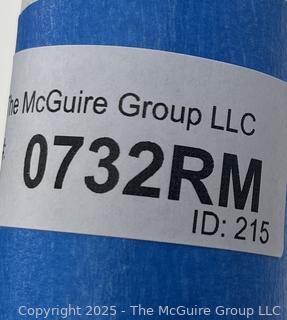 The McGuire Group LLC
0732RM
ID: 215
Copyright © 2025 - The McGuire Group LLC